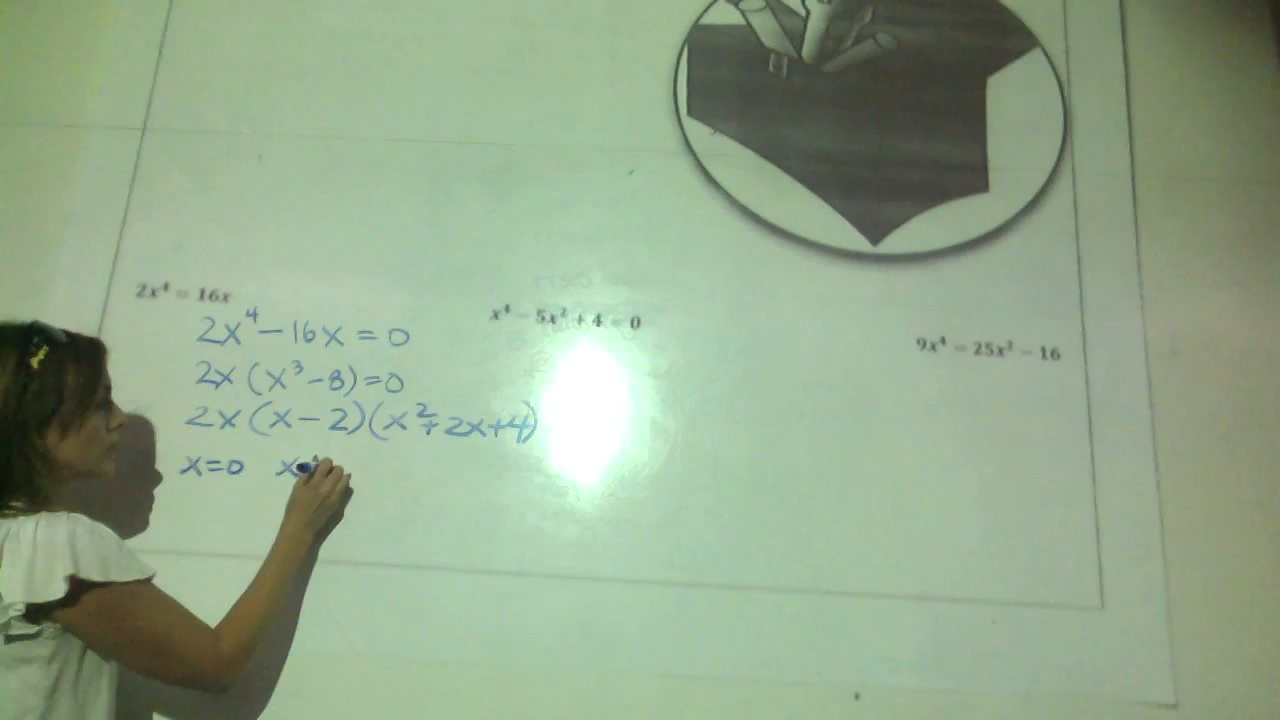 2x⁴ = 16x
2x⁴ - 16x = 0
2x (x³ - 8) = 0
2x (x - 2)(x² + 2x + 4)
x = 0 x
x⁴ - 5x² + 4 = 0
9x⁴ = 25x² - 16